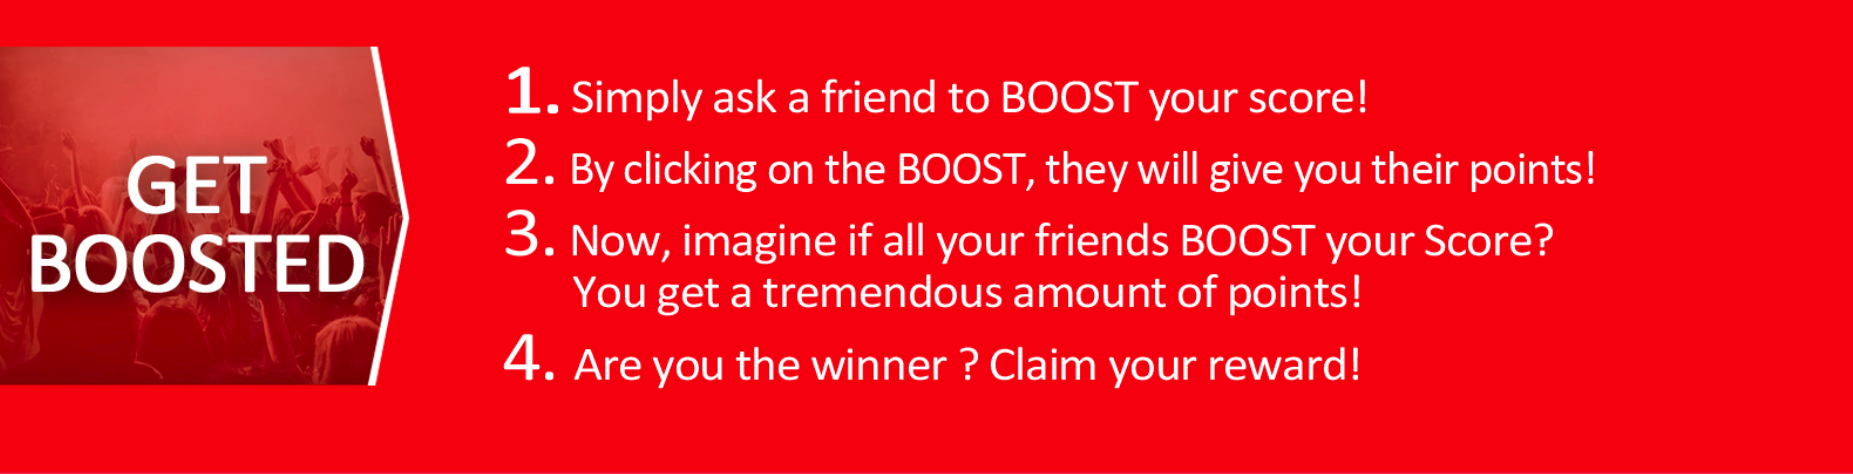 GET
BOOSTED
1. Simply ask a friend to BOOST your score!
2. By clicking on the BOOST, they will give you their points!
3. Now, imagine if all your friends BOOST your Score?
You get a tremendous amount of points!
4. Are you the winner ? Claim your reward!